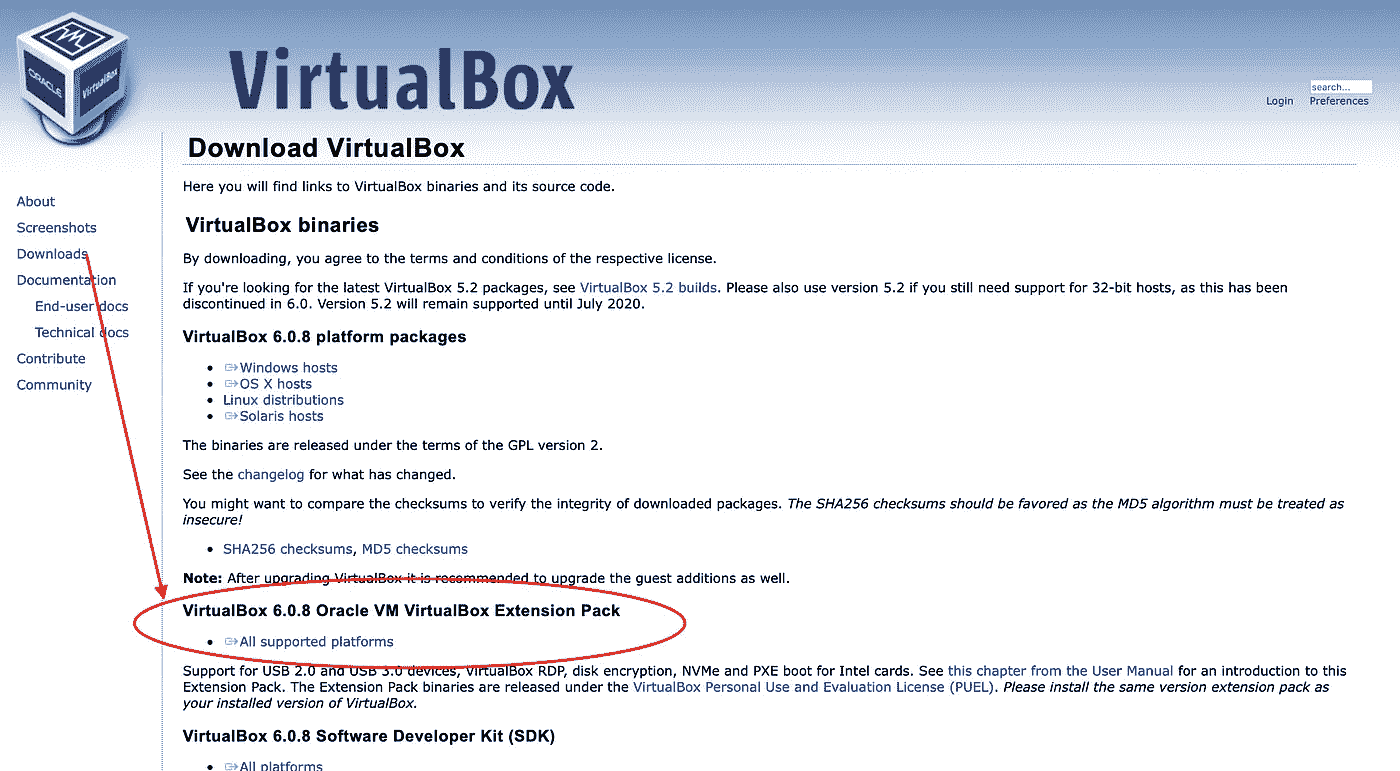 ORACLE
VirtualBox
VirtualBox
search...
Login
Preferences
Download VirtualBox
Here you will find links to VirtualBox binaries and its source code.
About
Screenshots
Downloads
Documentation
End-user docs
Technical docs
Contribute
Community
VirtualBox binaries
By downloading, you agree to the terms and conditions of the respective license.
If you're looking for the latest VirtualBox 5.2 packages, see VirtualBox 5.2 builds. Please also use version 5.2 if you still need support for 32-bit hosts, as this has been
discontinued in 6.0. Version 5.2 will remain supported until July 2020.
VirtualBox 6.0.8 platform packages
Windows hosts
OS X hosts
Linux distributions
Solaris hosts
The binaries are released under the terms of the GPL version 2.
See the changelog for what has changed.
You might want to compare the checksums to verify the integrity of downloaded packages. The SHA256 checksums should be favored as the MD5 algorithm must be treated as
insecure!
SHA256 checksums, MD5 checksums
Note: After upgrading VirtualBox it is recommended to upgrade the guest additions as well.
VirtualBox 6.0.8 Oracle VM VirtualBox Extension Pack
All supported platforms
Support for USB 2.0 and USB 3.0 devices, VirtualBox RDP, disk encryption, NVMe and PXE boot for Intel cards. See this chapter from the User Manual for an introduction to this
Extension Pack. The Extension Pack binaries are released under the VirtualBox Personal Use and Evaluation License (PUEL). Please install the same version extension pack as
your installed version of VirtualBox.
VirtualBox 6.0.8 Software Developer Kit (SDK)
All platforms